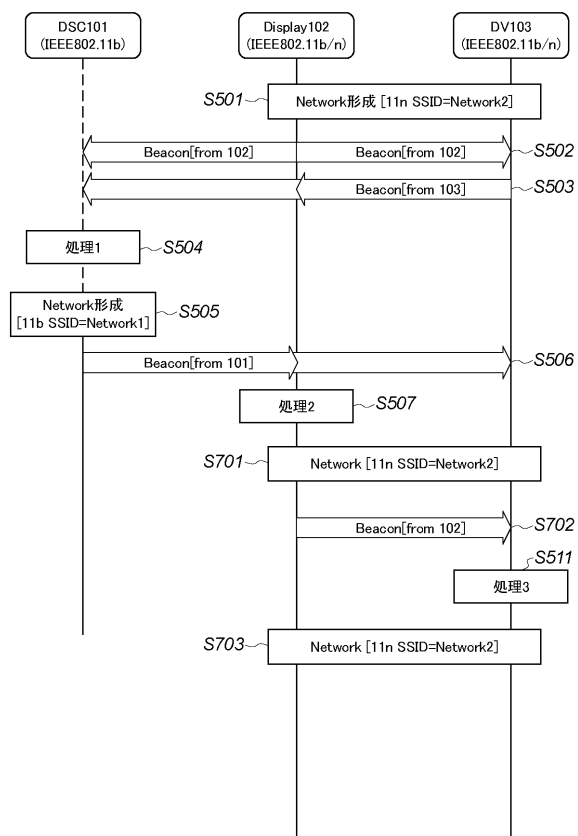 DSC101
(IEEE802.11b)
Display102
(IEEE802.11b/n)
DV103
(IEEE802.11b/n)
S501
Network形成 [11n SSID=Network2]
Beacon[from 102]
Beacon[from 102]
S502
Beacon[from 103]
S503
処理1
S504
Network形成
[11b SSID=Network1]
S505
Beacon[from 101]
S506
処理2
S507
S701
Network [11n SSID=Network2]
Beacon[from 102]
S702
S511
処理3
S703
Network [11n SSID=Network2]